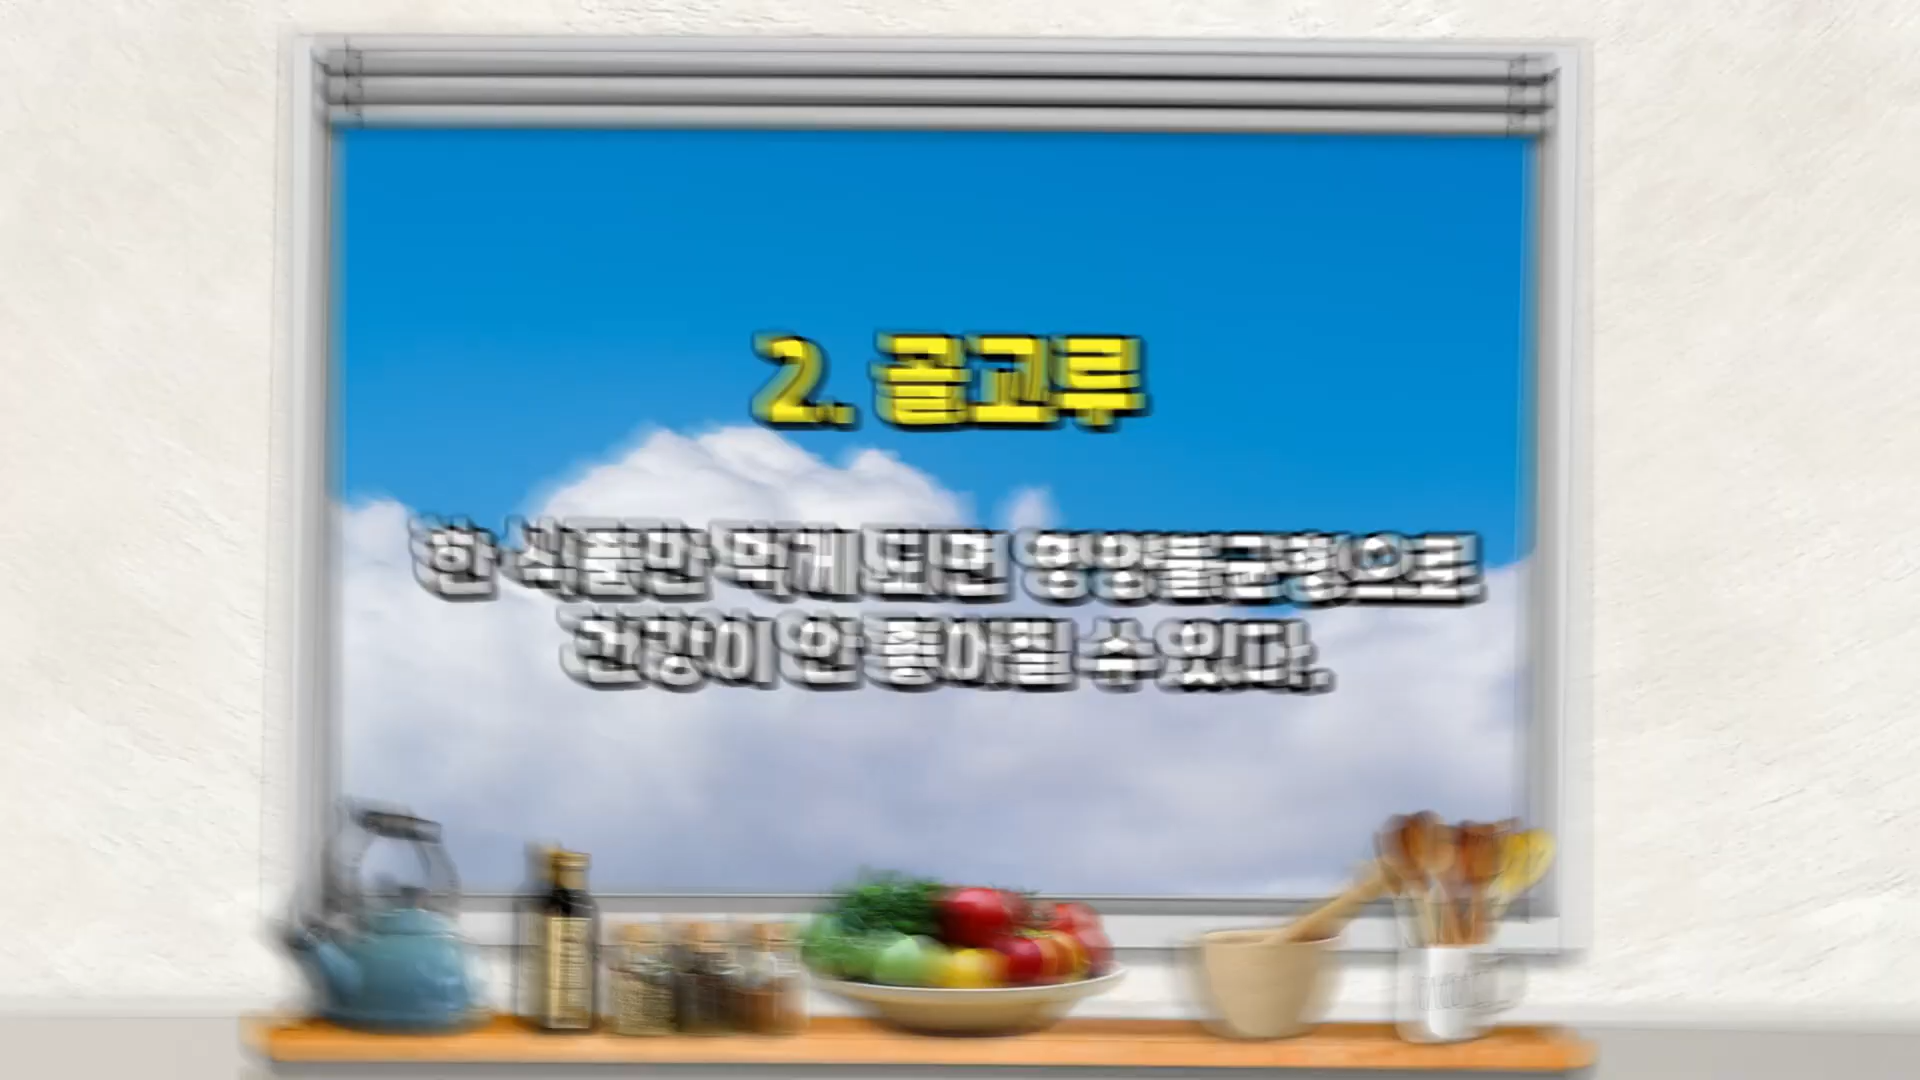 2. 골고루
한 식품만 먹게 되면 영양불균형으로
건강이 안 좋아질 수 있다.